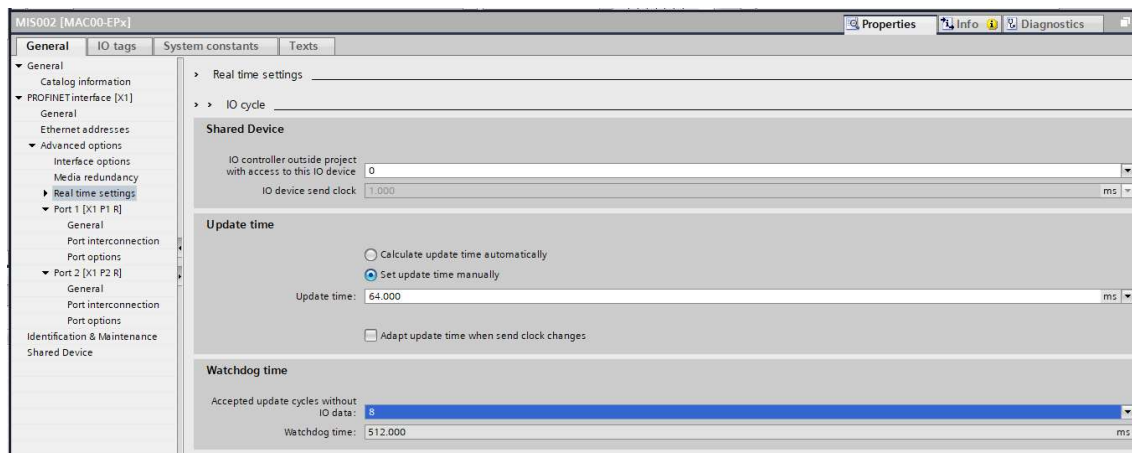 MIS002 [MAC00-EPx]
Properties
Info
Diagnostics
General
IO tags
System constants
Texts
General
Catalog information
PROFINET interface [X1]
General
Ethernet addresses
Advanced options
Interface options
Media redundancy
Real time settings
Port 1 [X1 P1 R]
General
Port interconnection
Port options
Port 2 [X1 P2 R]
General
Port interconnection
Port options
Identification & Maintenance
Shared Device
Real time settings
IO cycle
Shared Device
IO controller outside project
with access to this IO device
0
IO device send clock
1.000
ms
Update time
Calculate update time automatically
Set update time manually
Update time:
64.000
ms
Adapt update time when send clock changes
Watchdog time
Accepted update cycles without
IO data:
8
Watchdog time:
512.000
ms